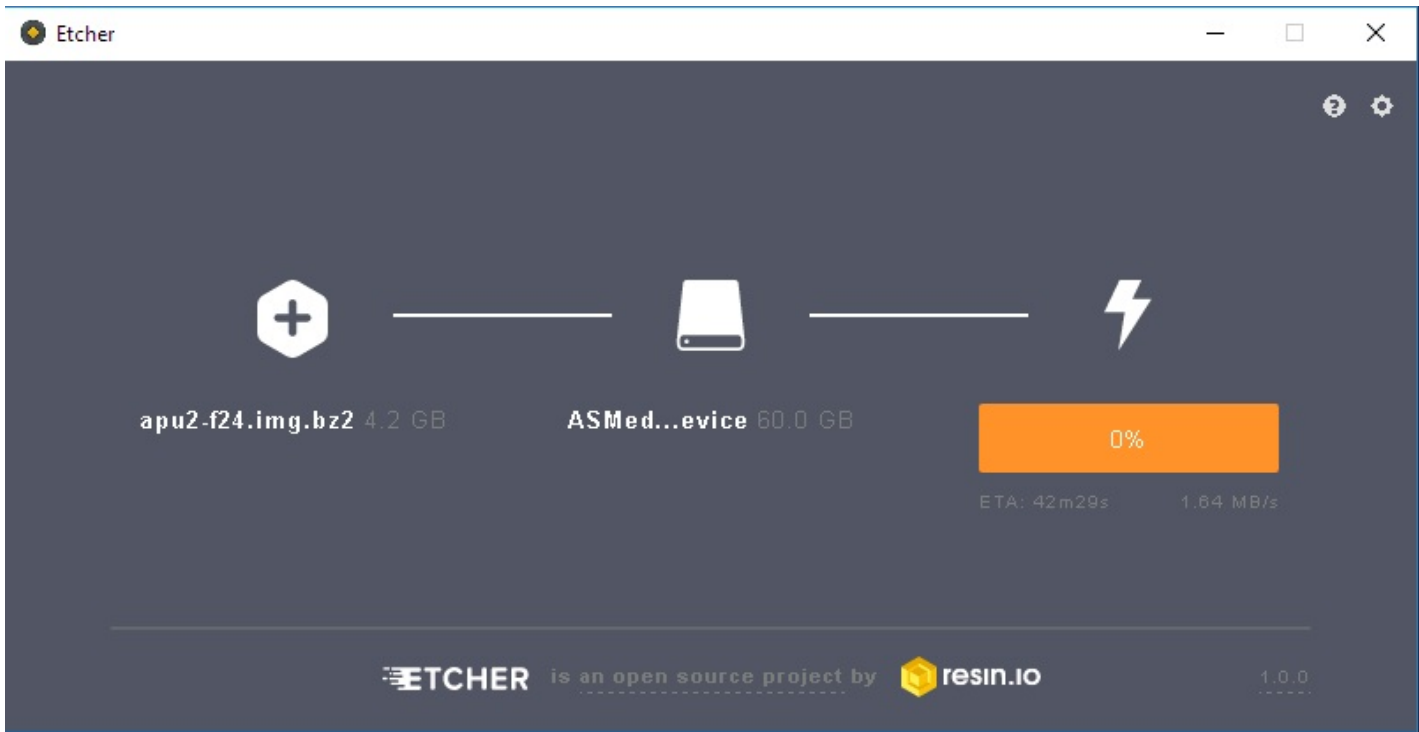 Etcher
apu2-f24.img.bz2 4.2 GB
ASMed...evice 60.0 GB
0%
ETA: 42m29s 1.64 MB/s
ETCHER is an open source project by resin.io 1.0.0